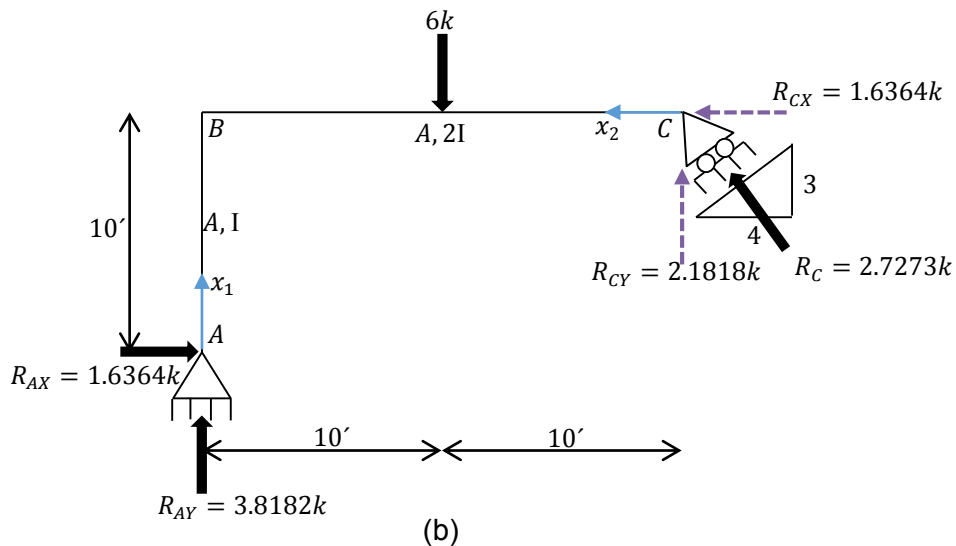 6k
R_CX = 1.6364k
B
A, 2I
x_2
C
3
10′
A, I
4
R_CY = 2.1818k
R_C = 2.7273k
x_1
A
R_AX = 1.6364k
10′
10′
R_AY = 3.8182k
(b)